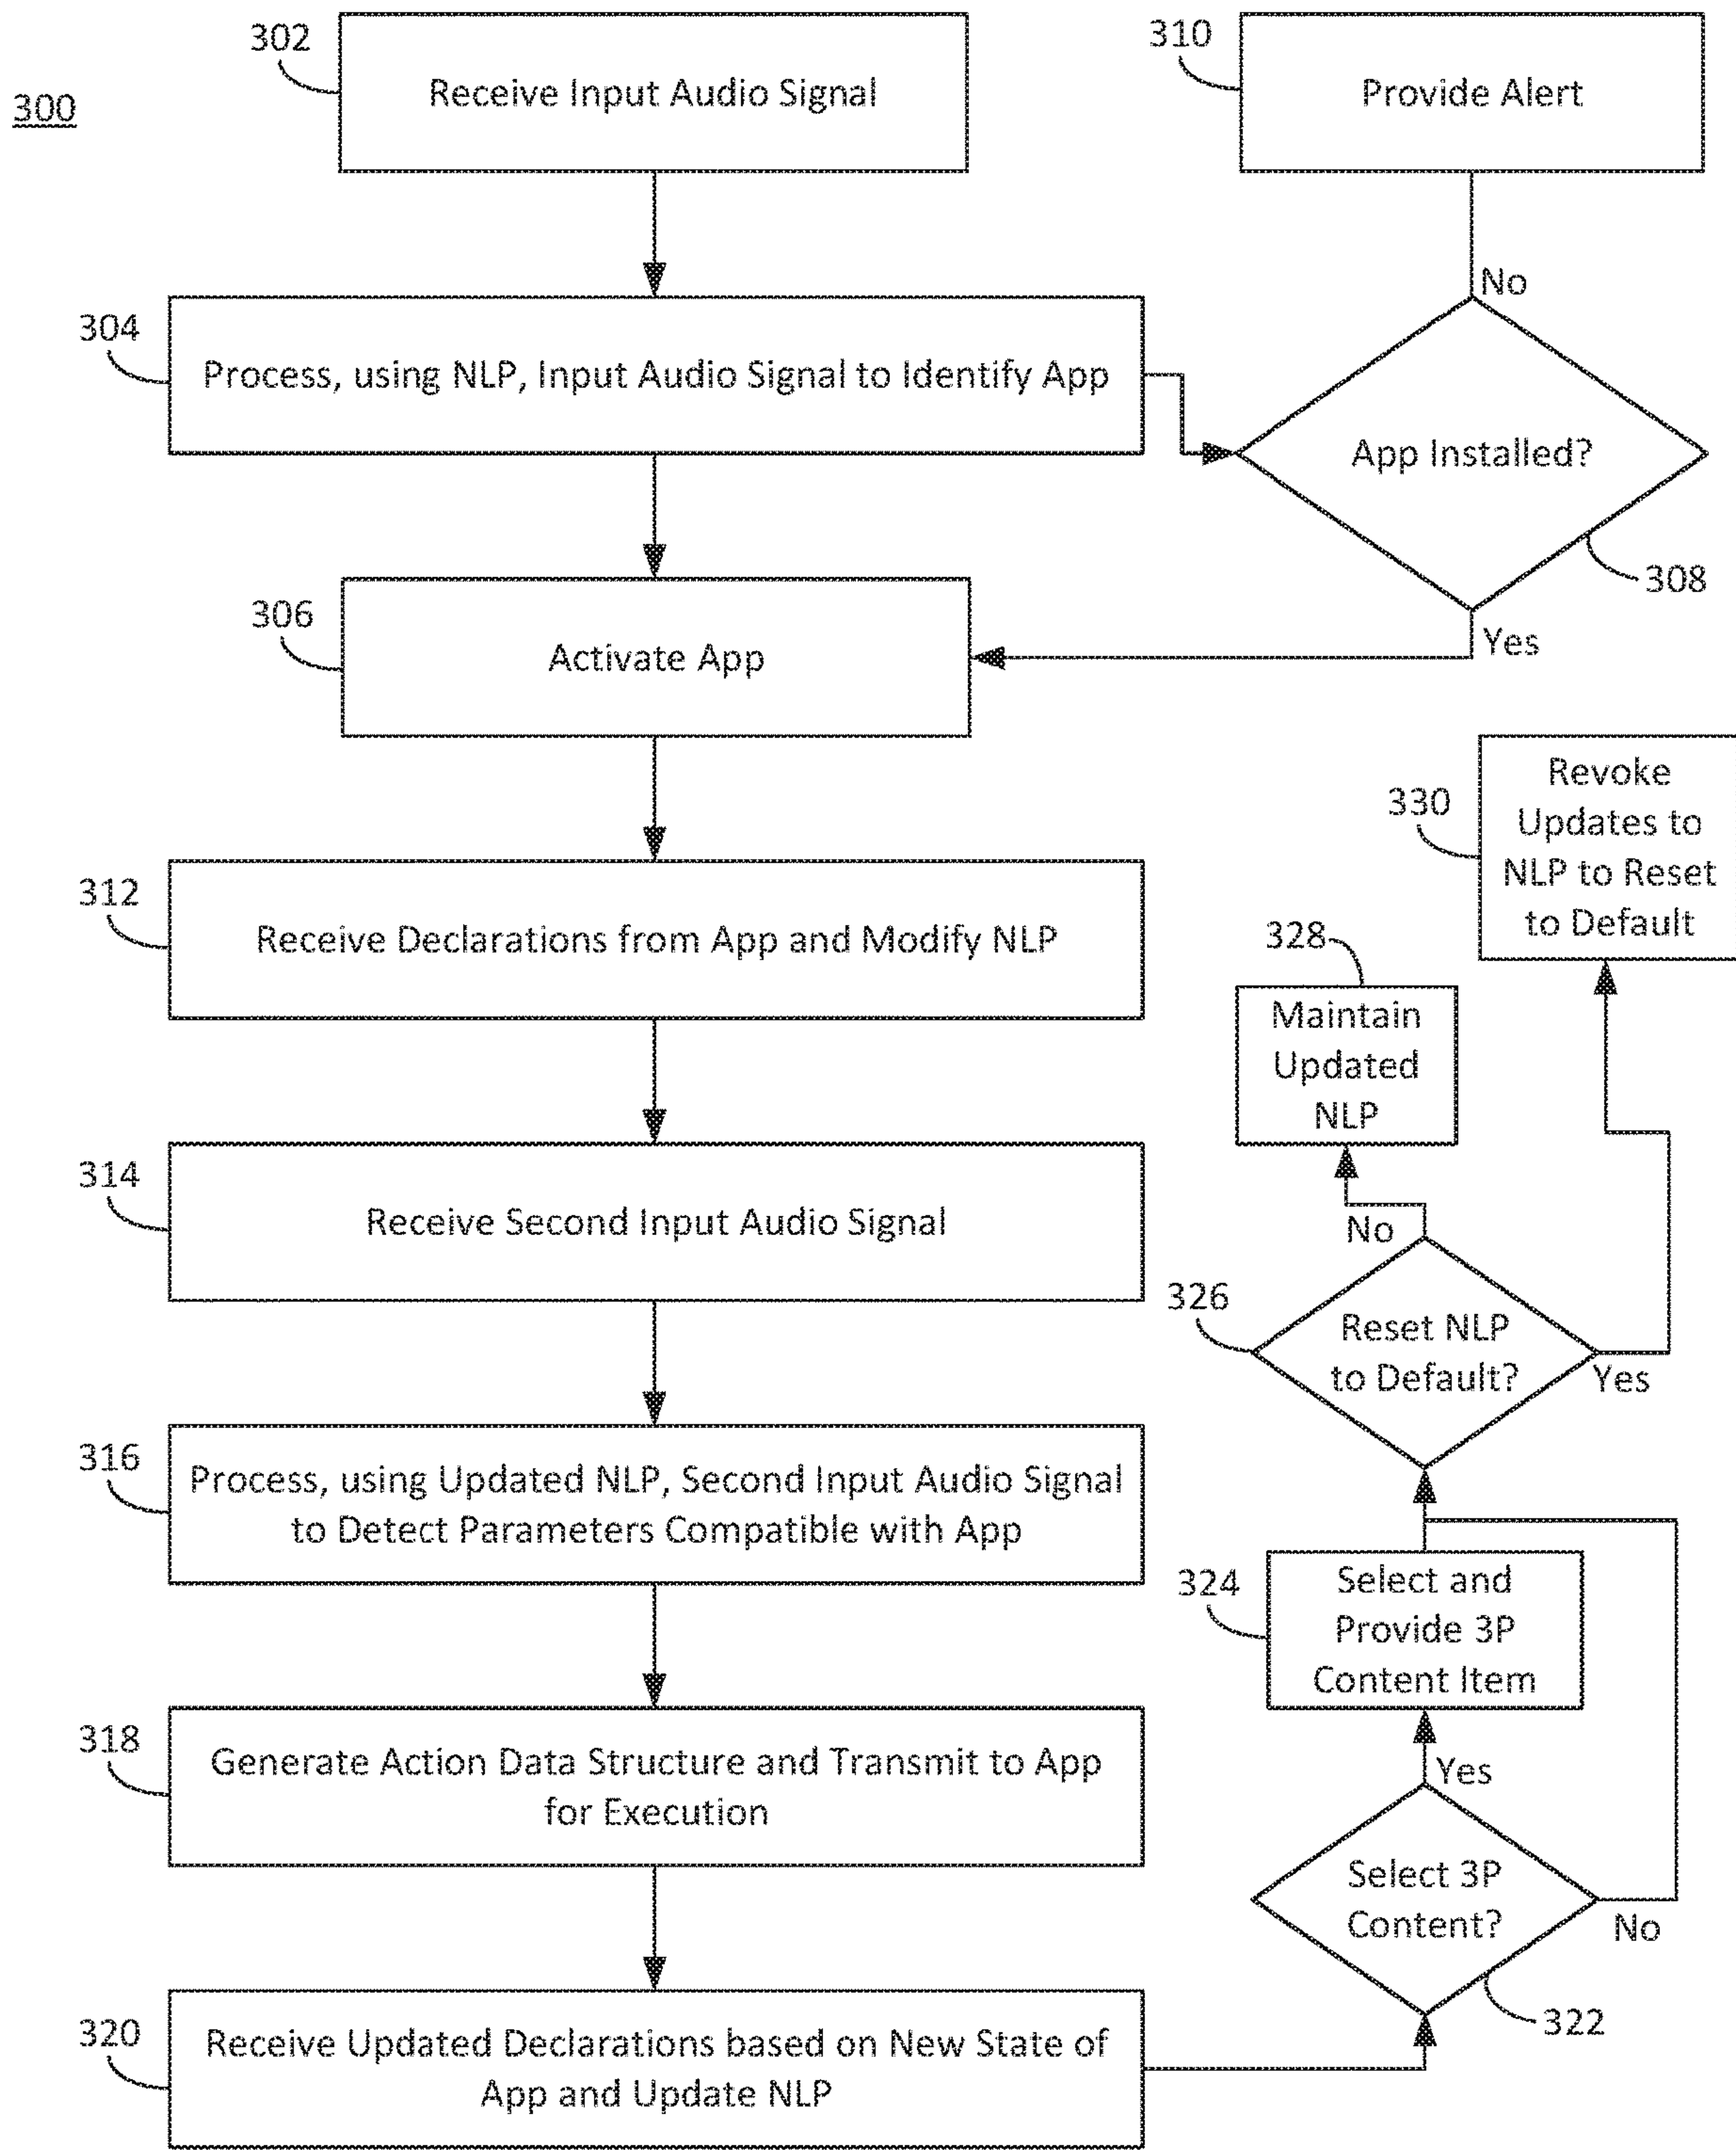 300
302
Receive Input Audio Signal
310
Provide Alert
No
304
Process, using NLP, Input Audio Signal to Identify App
App Installed?
308
Yes
306
Activate App
312
Receive Declarations from App and Modify NLP
314
Receive Second Input Audio Signal
316
Process, using Updated NLP, Second Input Audio Signal
to Detect Parameters Compatible with App
318
Generate Action Data Structure and Transmit to App
for Execution
320
Receive Updated Declarations based on New State of
App and Update NLP
322
Select 3P
Content?
No
Yes
324
Select and
Provide 3P
Content Item
326
Reset NLP
to Default?
Yes
No
328
Maintain
Updated
NLP
330
Revoke
Updates to
NLP to Reset
to Default